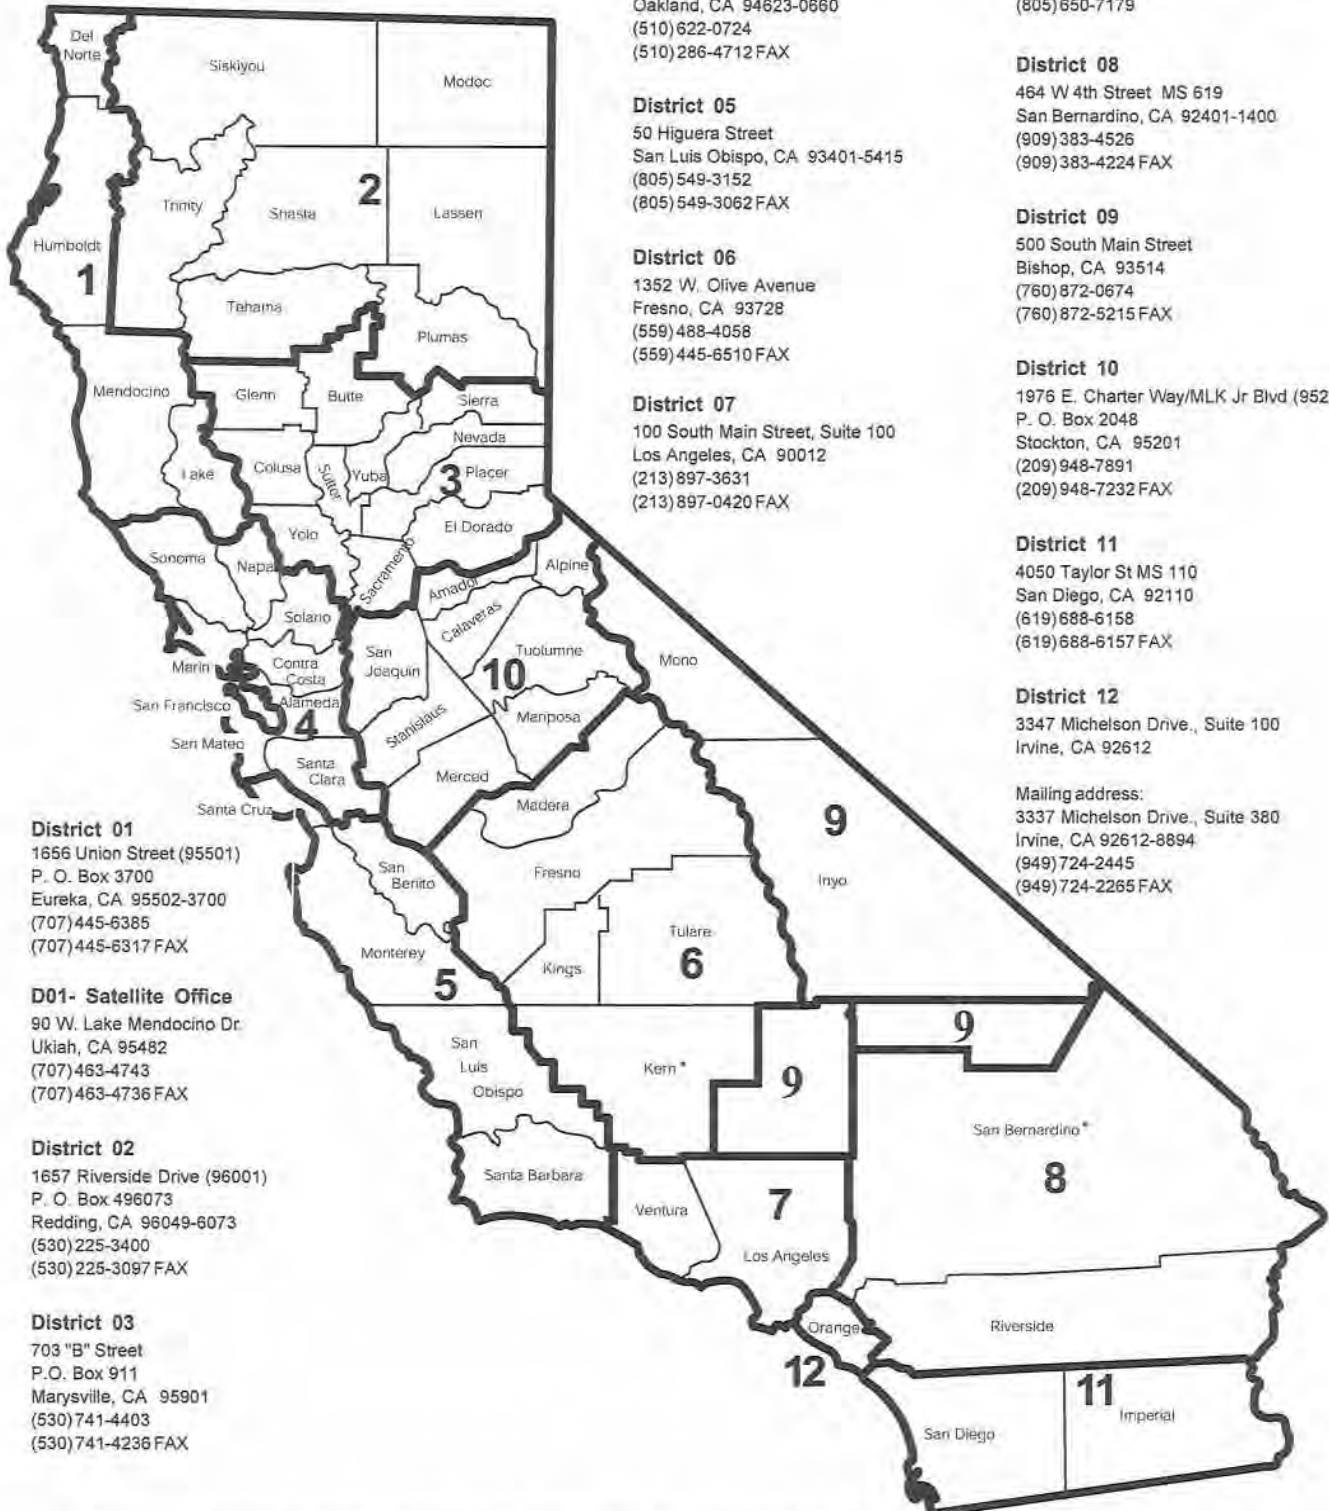 Oakland, CA 94623-0660
(510)622-0724
(510)286-4712 FAX
District 05
50 Higuera Street
San Luis Obispo, CA 93401-5415
(805)549-3152
(805)549-3062 FAX
District 06
1352 W. Olive Avenue
Fresno, CA 93728
(559)488-4058
(559)445-6510 FAX
District 07
100 South Main Street, Suite 100
Los Angeles, CA 90012
(213)897-3631
(213)897-0420 FAX
(805)650-7179
District 08
464 W 4th Street MS 619
San Bernardino, CA 92401-1400
(909)383-4526
(909)383-4224 FAX
District 09
500 South Main Street
Bishop, CA 93514
(760)872-0674
(760)872-5215 FAX
District 10
1976 E. Charter Way/MLK Jr Blvd (952
P. O. Box 2048
Stockton, CA 95201
(209)948-7891
(209)948-7232 FAX
District 11
4050 Taylor St MS 110
San Diego, CA 92110
(619)688-6158
(619)688-6157 FAX
District 12
3347 Michelson Drive., Suite 100
Irvine, CA 92612
Mailing address:
3337 Michelson Drive., Suite 380
Irvine, CA 92612-8894
(949)724-2445
(949)724-2265 FAX
District 01
1656 Union Street (95501)
P. O. Box 3700
Eureka, CA 95502-3700
(707)445-6385
(707)445-6317 FAX
D01- Satellite Office
90 W. Lake Mendocino Dr.
Ukiah, CA 95482
(707)463-4743
(707)463-4736 FAX
District 02
1657 Riverside Drive (96001)
P. O. Box 496073
Redding, CA 96049-6073
(530)225-3400
(530)225-3097 FAX
District 03
703 "B" Street
P.O. Box 911
Marysville, CA 95901
(530)741-4403
(530)741-4236 FAX
Del
Norte
Siskiyou
Modoc
Trinity
Shasta
2
Lassen
Humboldt
1
Tehama
Plumas
Mendocino
Glenn
Butte
Sierra
Nevada
Lake
Colusa
Sutter
Yuba
3
Placer
Yolo
El Dorado
Sonoma
Napa
Sacramento
Amador
Alpine
Solano
Calaveras
Marin
Contra
Costa
San
Joaquin
Tuolumne
10
Mono
San Francisco
Alameda
4
Stanislaus
Mariposa
San Mateo
Santa
Clara
Merced
Santa Cruz
Madera
9
San
Benito
Fresno
Inyo
Monterey
5
Kings
Tulare
6
San
Luis
Obispo
Kern *
9
9
San Bernardino *
8
Santa Barbara
Ventura
7
Los Angeles
Orange
12
Riverside
11
San Diego
Imperial